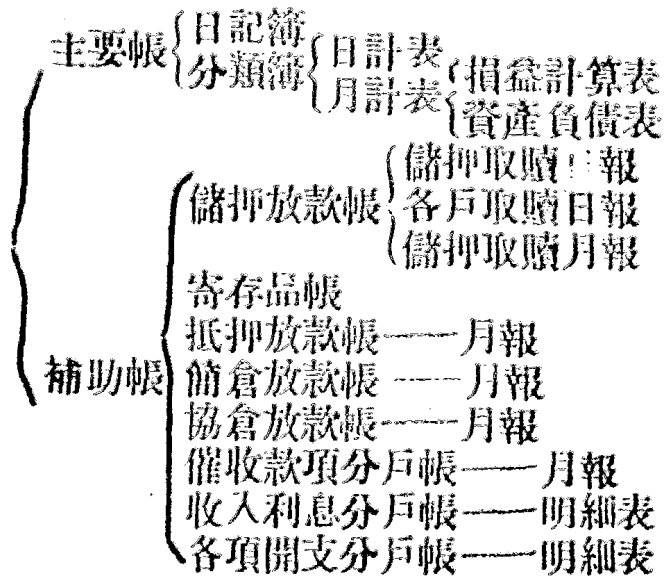 主要帳
日記簿
分類簿
日計表
月計表
損益計算表
資產負債表
補助帳
儲押放款帳
儲押取贖日報
各戶取贖日報
儲押取贖月報
寄存品帳
抵押放款帳——月報
簡倉放款帳——月報
協倉放款帳——月報
催收款項分戶帳——月報
收入利息分戶帳——明細表
各項開支分戶帳——明細表